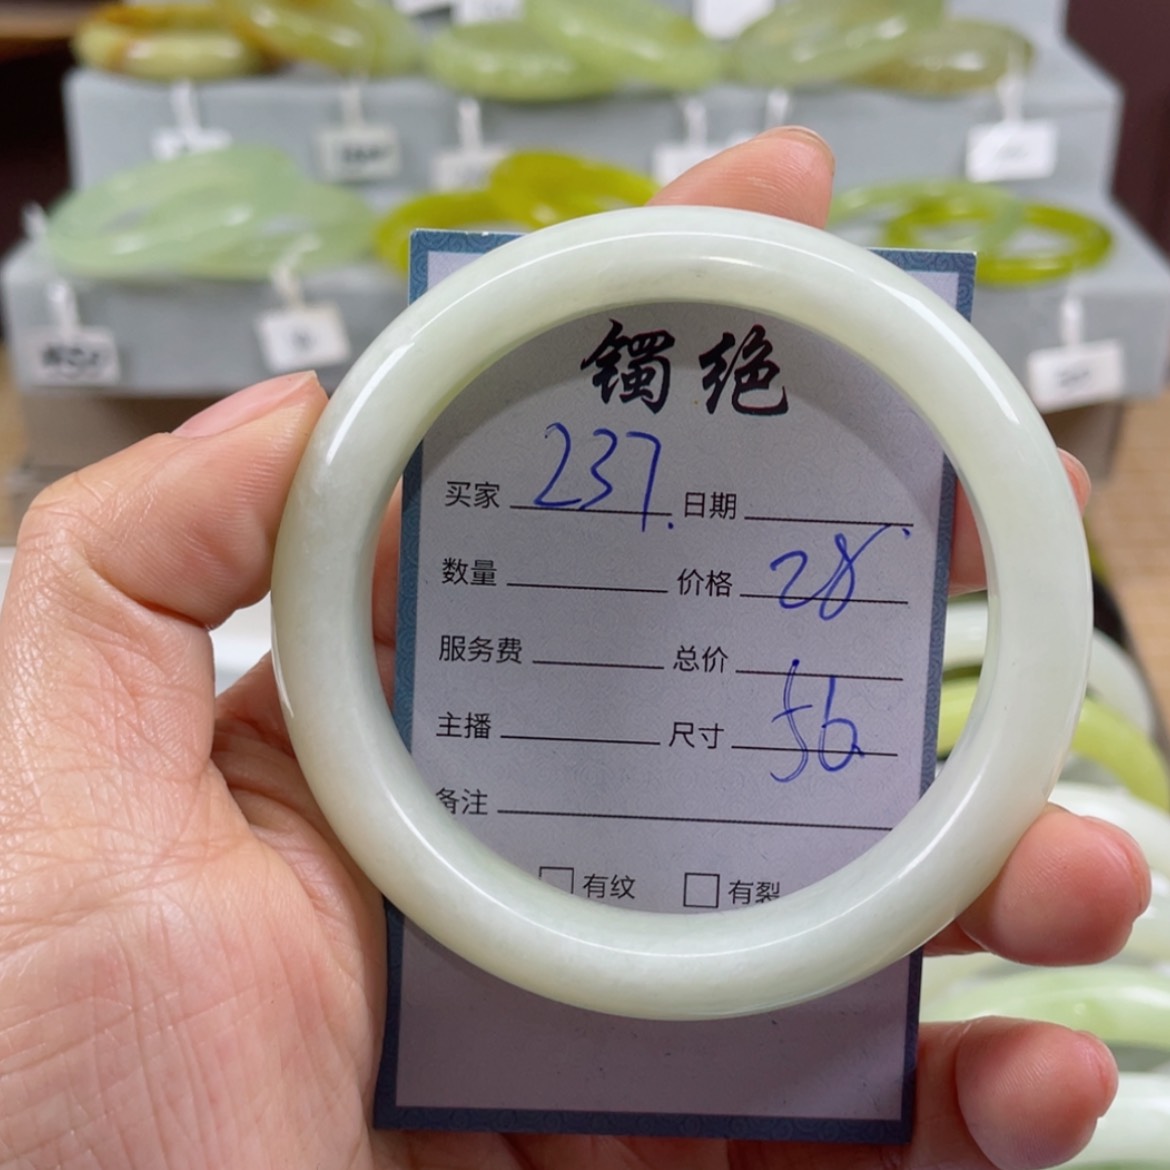 镯绝
买家 237. 日期
数量 价格 28
服务费 总价
主播 尺寸 56
备注
有纹 有裂